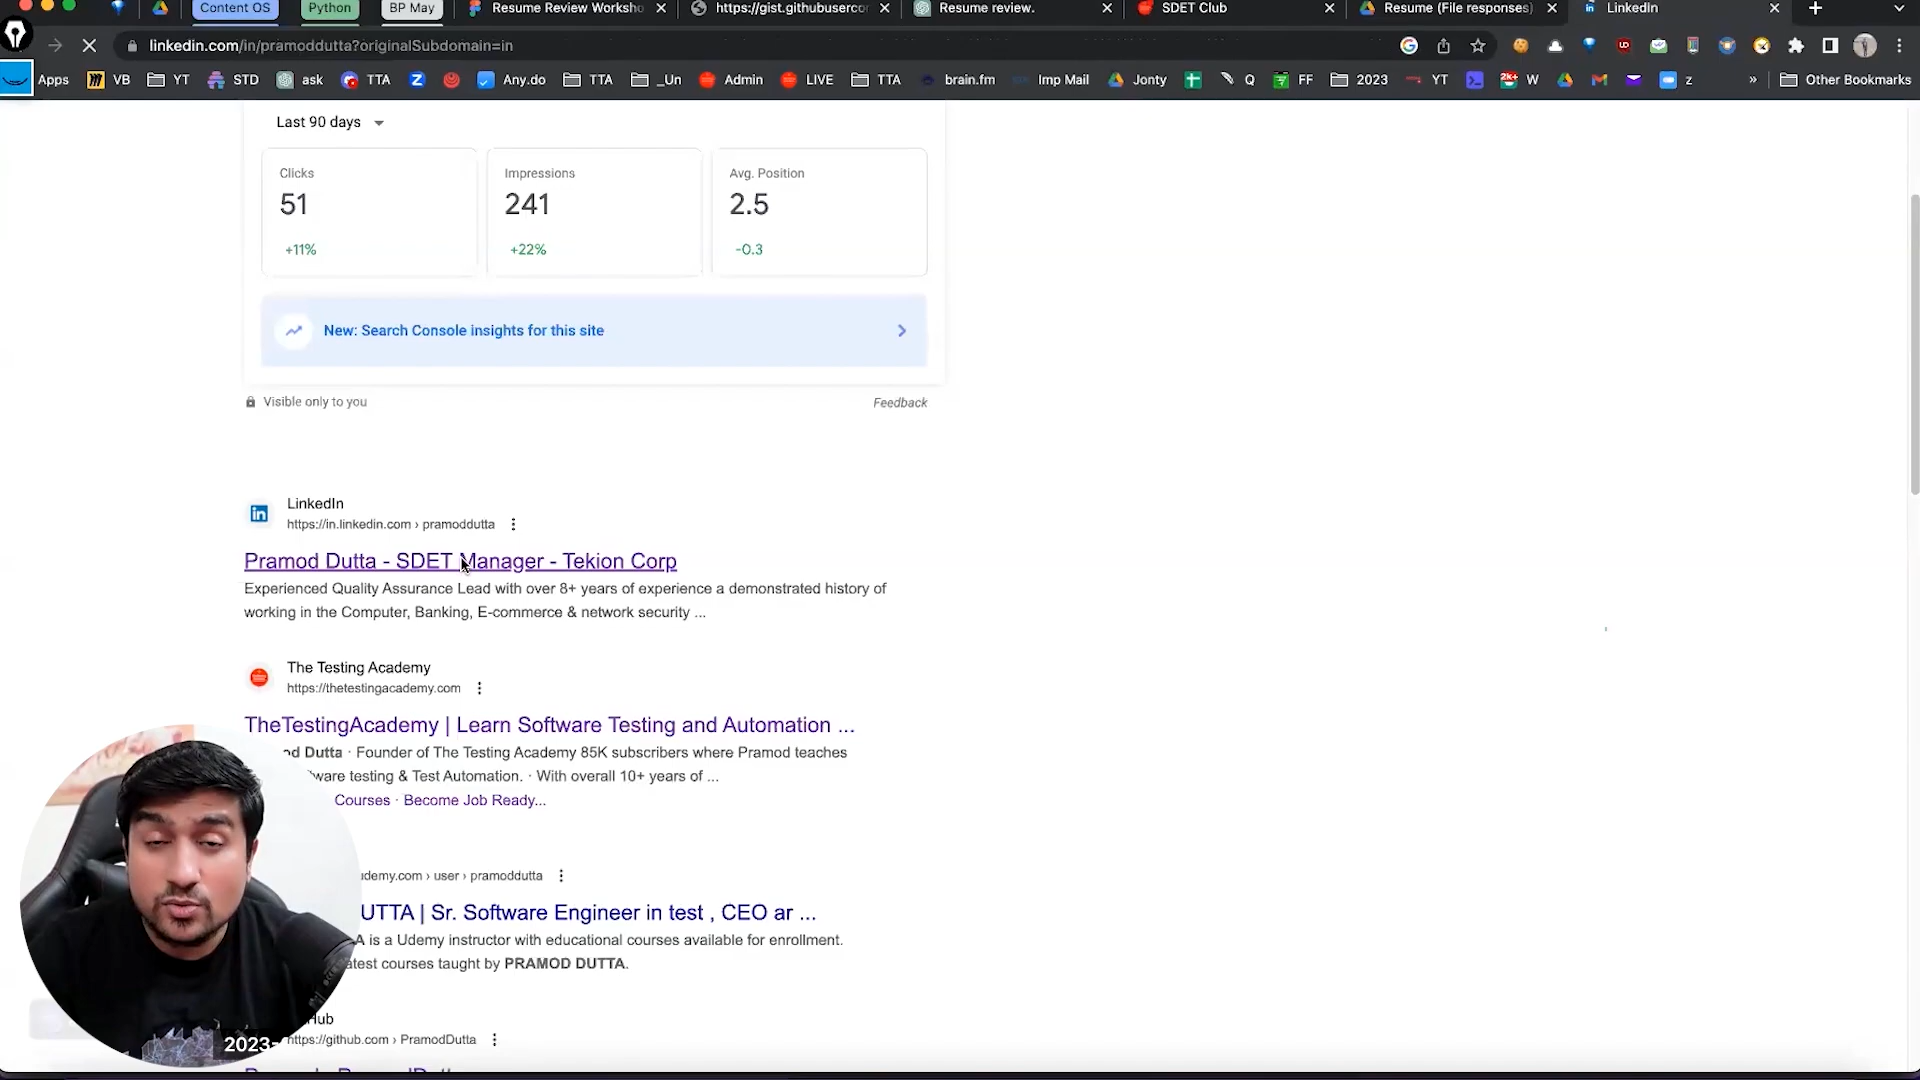 Content OS
Python
BP May
Resume Review Worksho
https://gist.githubuserco
Resume review.
SDET Club
Resume (File responses)
LinkedIn
linkedin.com/in/pramoddutta?originalSubdomain=in
Apps
VB
YT
STD
ask
TTA
Any.do
TTA
_Un
Admin
LIVE
TTA
brain.fm
Imp Mail
Jonty
Q
FF
2023
YT
W
z
Other Bookmarks
Last 90 days
Clicks
51
+11%
Impressions
241
+22%
Avg. Position
2.5
-0.3
New: Search Console insights for this site
Visible only to you
Feedback
LinkedIn
https://in.linkedin.com › pramoddutta
Pramod Dutta - SDET Manager - Tekion Corp
Experienced Quality Assurance Lead with over 8+ years of experience a demonstrated history of
working in the Computer, Banking, E-commerce & network security ...
The Testing Academy
https://thetestingacademy.com
TheTestingAcademy | Learn Software Testing and Automation ...
od Dutta · Founder of The Testing Academy 85K subscribers where Pramod teaches
ware testing & Test Automation. · With overall 10+ years of ...
Courses · Become Job Ready...
demy.com › user › pramoddutta
UTTA | Sr. Software Engineer in test , CEO ar ...
A is a Udemy instructor with educational courses available for enrollment.
atest courses taught by PRAMOD DUTTA.
Hub
2023-
https://github.com › PramodDutta